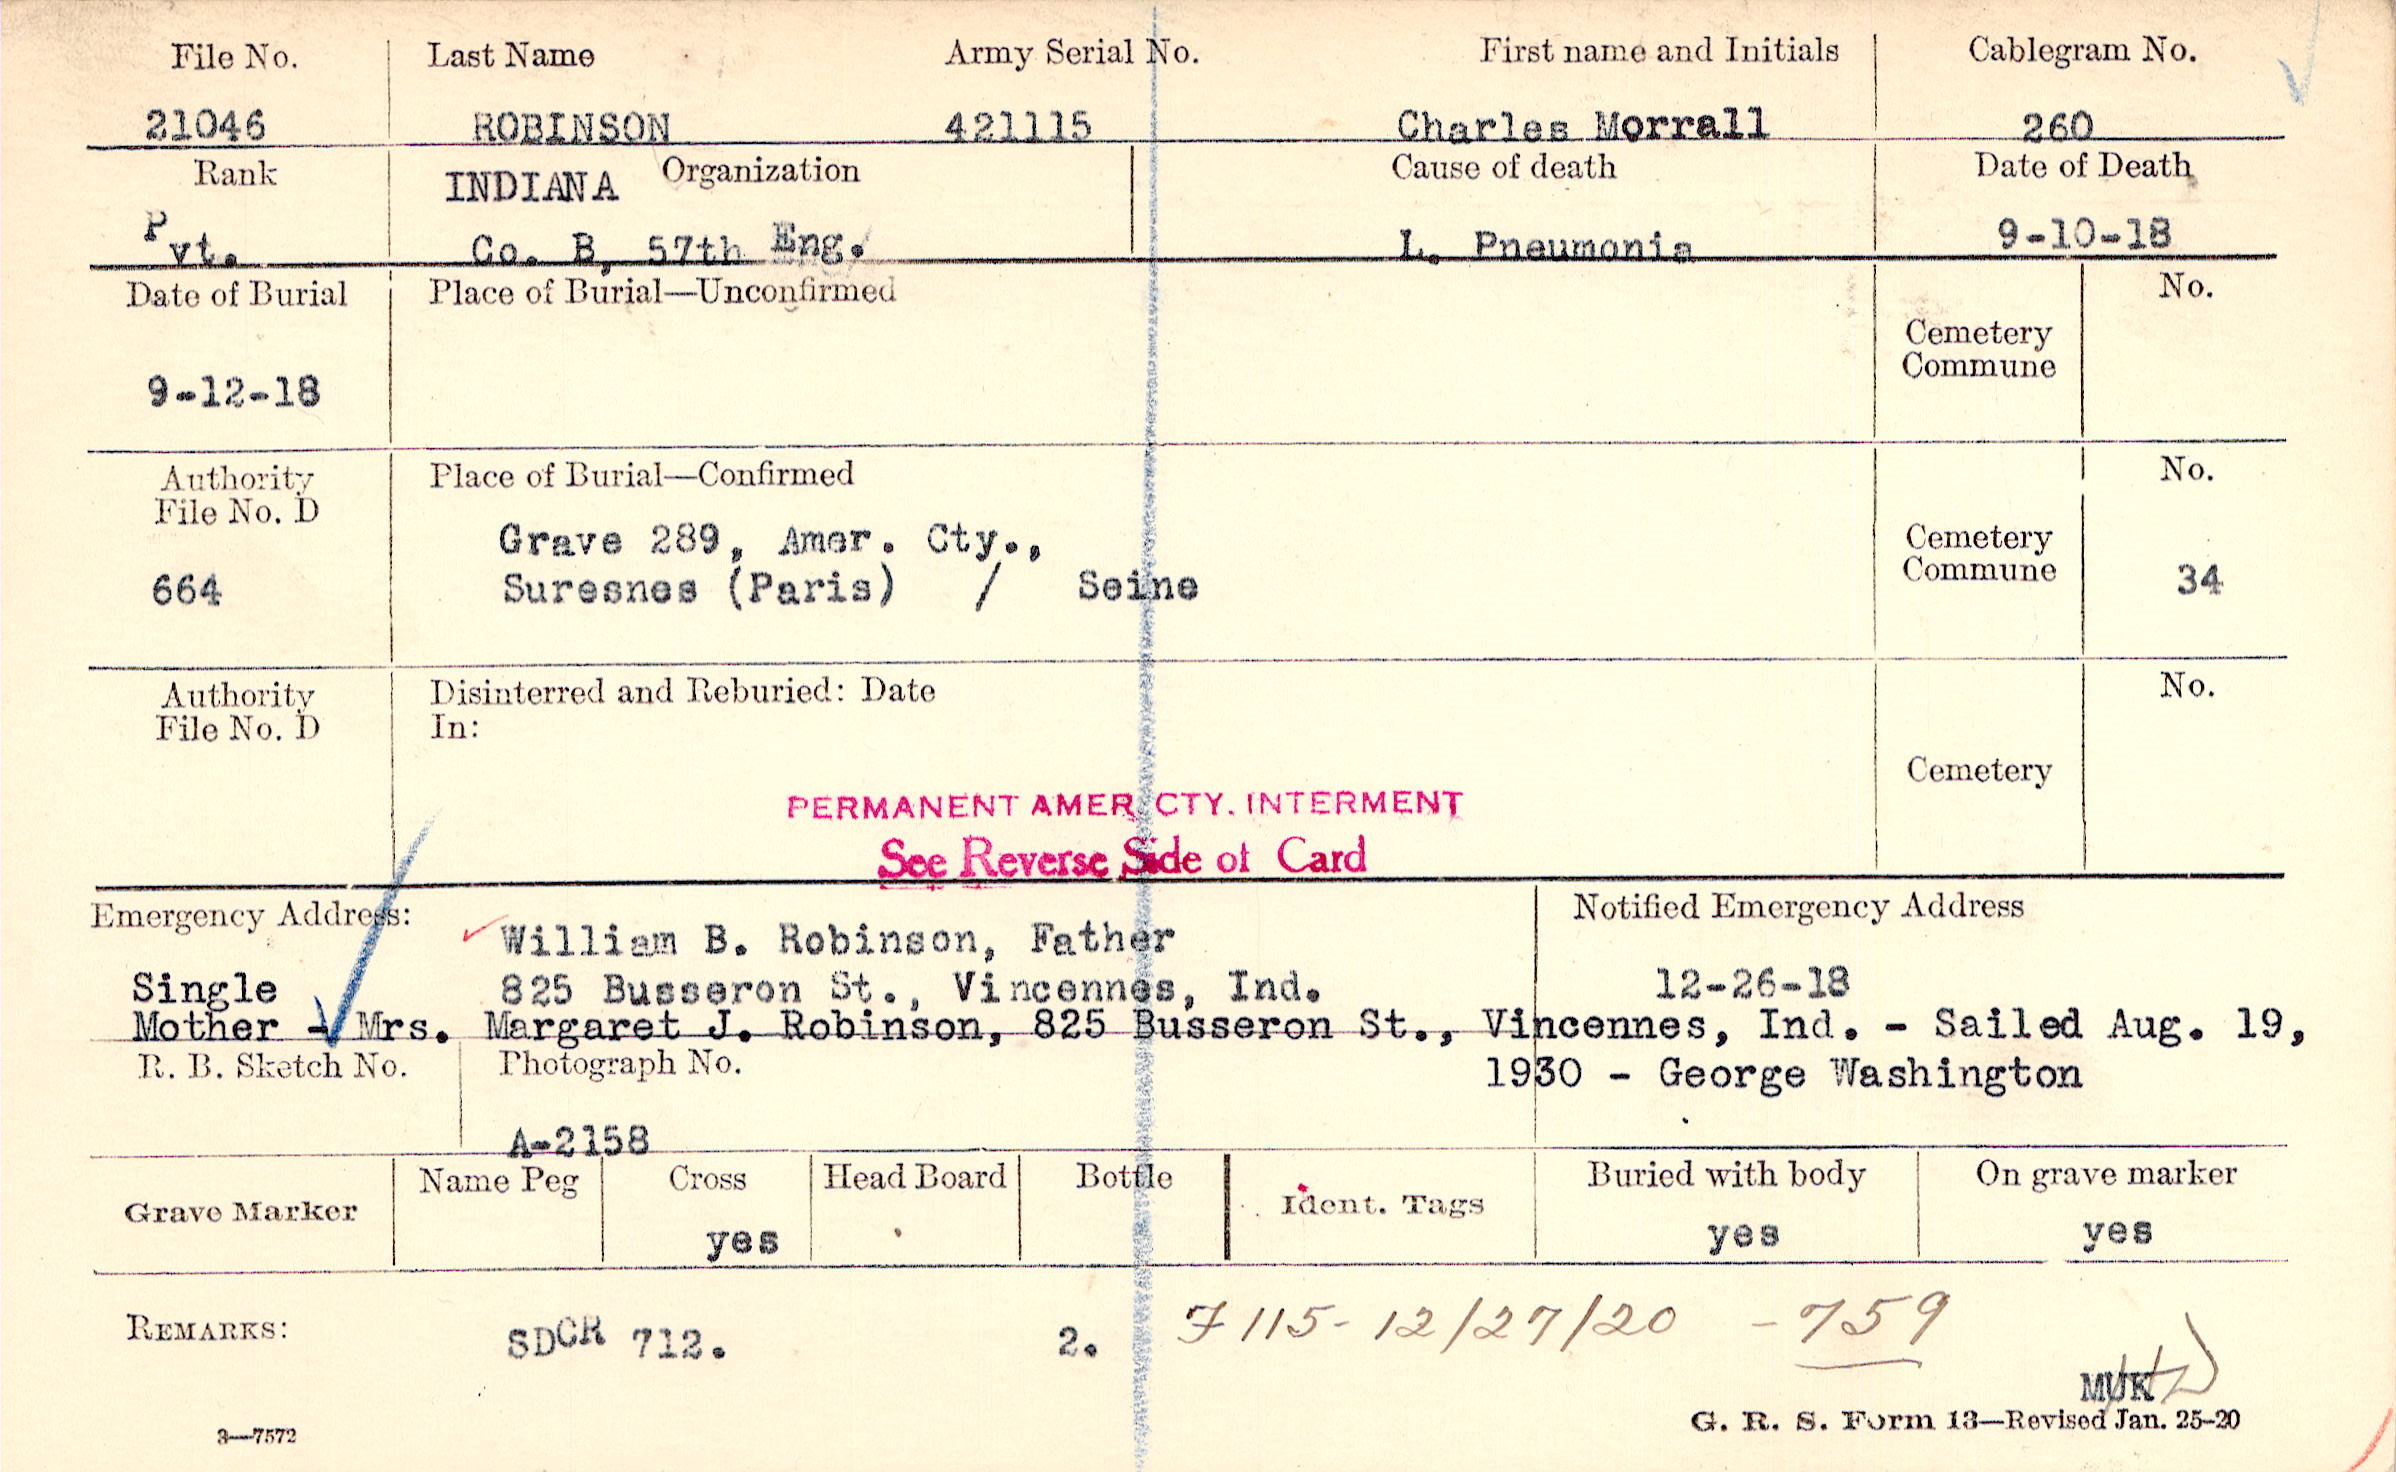 File No. Last Name Army Serial No. First name and Initials Cablegram No.
21046 ROBINSON 421115 Charles Morrall 260
Rank INDIANA Organization Cause of death Date of Death
Pvt. Co. B, 57th Eng. L. Pneumonia 9-10-18
Date of Burial Place of Burial—Unconfirmed No.
Cemetery
Commune
9-12-18
Authority Place of Burial—Confirmed No.
File No. D
Grave 289, Amer. Cty., Cemetery
664 Suresnes (Paris) / Seine Commune 34
Authority Disinterred and Reburied: Date No.
File No. D In:
Cemetery
PERMANENT AMER. CTY. INTERMENT
See Reverse Side of Card
Emergency Address: William B. Robinson, Father Notified Emergency Address
Single 825 Busseron St., Vincennes, Ind. 12-26-18
Mother - Mrs. Margaret J. Robinson, 825 Busseron St., Vincennes, Ind. - Sailed Aug. 19,
R. B. Sketch No. Photograph No. 1930 - George Washington
A-2158
Name Peg Cross Head Board Bottle Buried with body On grave marker
Grave Marker Ident. Tags
yes yes yes
REMARKS: SDCR 712. 2. F 115- 12/27/20 - 759
MUK
3—7572 G. R. S. Form 13—Revised Jan. 25-20